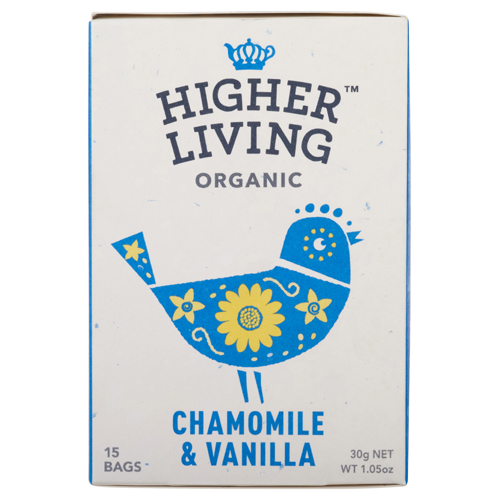 HIGHER™
LIVING
ORGANIC
CHAMOMILE
& VANILLA
15
BAGS
30g NET
WT 1.05oz